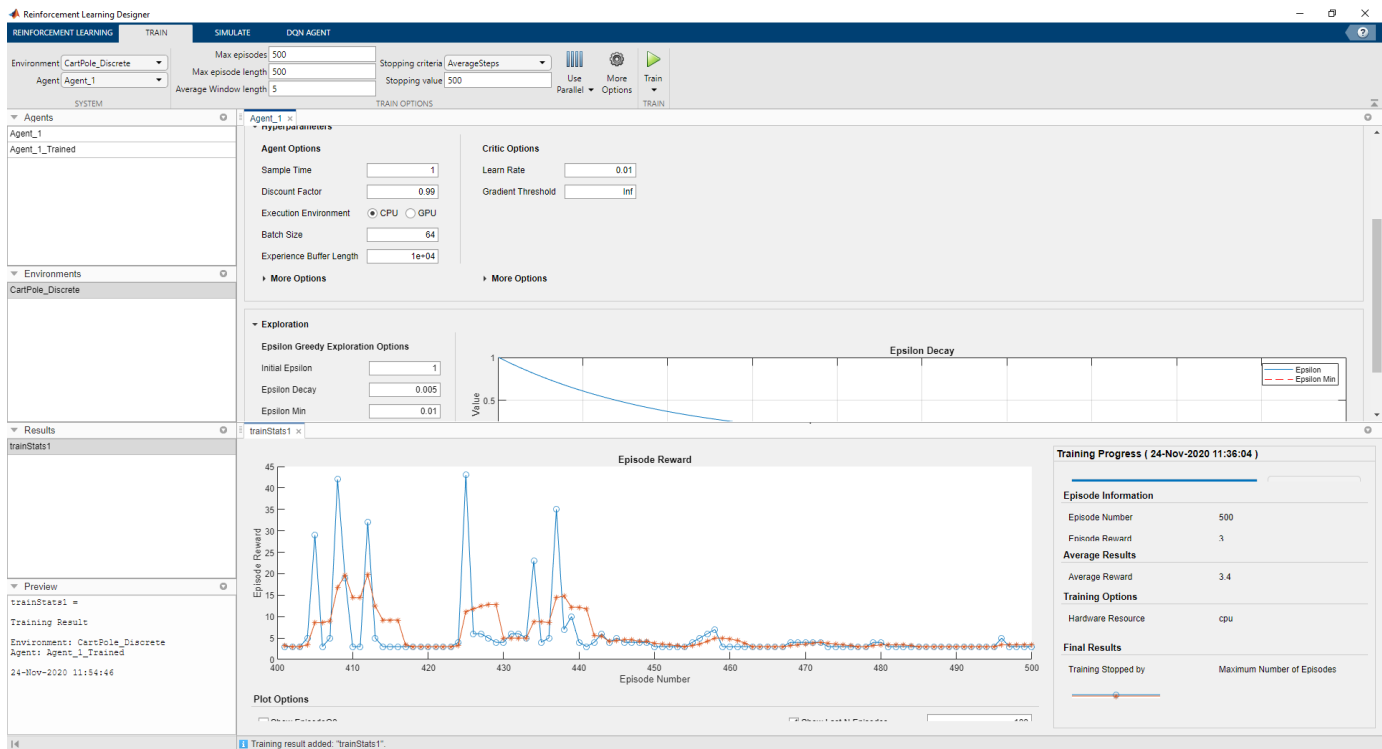 Reinforcement Learning Designer
REINFORCEMENT LEARNING TRAIN SIMULATE DQN AGENT
?
Environment CartPole_Discrete
Agent Agent_1
SYSTEM
Max episodes 500
Max episode length 500
Average Window length 5
Stopping criteria AverageSteps
Stopping value 500
TRAIN OPTIONS
Use Parallel
More Options
Train
TRAIN
Agents
Agent_1
Agent_1_Trained
Environments
CartPole_Discrete
Results
trainStats1
Preview
trainStats1 =
Training Result
Environment: CartPole_Discrete
Agent: Agent_1_Trained
24-Nov-2020 11:54:46
Agent_1 ×
Hyperparameters
Agent Options
Sample Time 1
Discount Factor 0.99
Execution Environment CPU GPU
Batch Size 64
Experience Buffer Length 1e+04
More Options
Critic Options
Learn Rate 0.01
Gradient Threshold Inf
More Options
Exploration
Epsilon Greedy Exploration Options
Initial Epsilon 1
Epsilon Decay 0.005
Epsilon Min 0.01
Epsilon Decay
1
0.5
Value
Epsilon
Epsilon Min
trainStats1 ×
Episode Reward
45
40
35
30
25
20
15
10
5
0
Episode Reward
400 410 420 430 440 450 460 470 480 490 500
Episode Number
Plot Options
Show EpisodeQ0
Show Last N Episodes 100
Training Progress ( 24-Nov-2020 11:36:04 )
Episode Information
Episode Number 500
Episode Reward 3
Average Results
Average Reward 3.4
Training Options
Hardware Resource cpu
Final Results
Training Stopped by Maximum Number of Episodes
Training result added: "trainStats1".